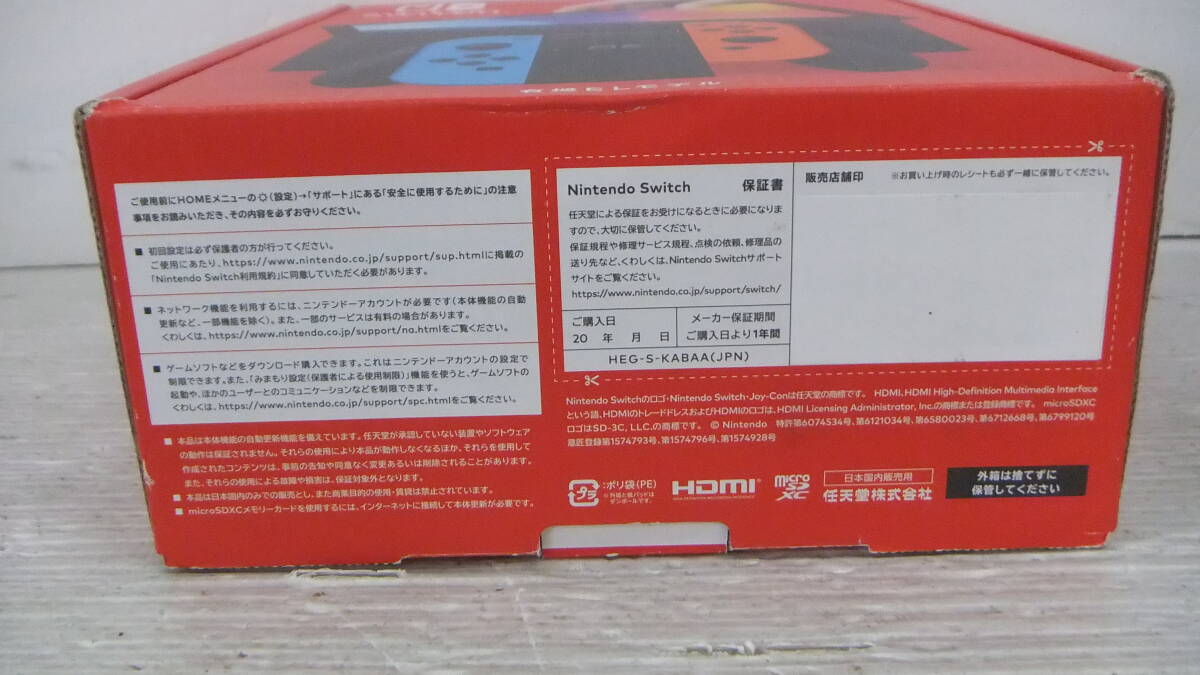 有機ELモデル
ご使用前にHOMEメニューの（設定）→「サポート」にある「安全に使用するために」の注意
事項をお読みいただき、その内容を必ずお守りください。
■ 初回設定は必ず保護者の方が行ってください。
ご使用にあたり、https://www.nintendo.co.jp/support/sup.htmlに掲載の
「Nintendo Switch利用規約」に同意していただく必要があります。
■ ネットワーク機能を利用するには、ニンテンドーアカウントが必要です（本体機能の自動
更新など、一部機能を除く）。また、一部のサービスは有料の場合があります。
くわしくは、https://www.nintendo.co.jp/support/na.htmlをご覧ください。
■ ゲームソフトなどをダウンロード購入できます。これはニンテンドーアカウントの設定で
制限できます。また、「みまもり設定（保護者による使用制限）」機能を使うと、ゲームソフトの
起動や、ほかのユーザーとのコミュニケーションなどを制限できます。
くわしくは、https://www.nintendo.co.jp/support/spc.htmlをご覧ください。
■ 本品は本体機能の自動更新機能を備えています。任天堂が承認していない装置やソフトウェア
の動作は保証されません。それらの使用により本品が動作しなくなるほか、それらを使用して
作成されたコンテンツは、事前の告知や同意なく変更あるいは削除されることがあります。
また、それらの使用による故障や損害は、保証対象外となります。
■ 本品は日本国内のみでの販売とし、また商業目的の使用・賃貸は禁止されています。
■ microSDXCメモリーカードを使用するには、インターネットに接続して本体更新が必要です。
Nintendo Switch 保証書
任天堂による保証をお受けになるときに必要になりま
すので、大切に保管してください。
保証規程や修理サービス規程、点検の依頼、修理品の
送り先など、くわしくは、Nintendo Switchサポート
サイトをご覧ください。
https://www.nintendo.co.jp/support/switch/
ご購入日
20 年 月 日
メーカー保証期間
ご購入日より1年間
HEG-S-KABAA(JPN)
販売店舗印 ※お買い上げ時のレシートも必ず一緒に保管してください。
Nintendo Switchのロゴ・Nintendo Switch・Joy-Conは任天堂の商標です。 HDMI、HDMI High-Definition Multimedia Interface
という語、HDMIのトレードドレスおよびHDMIのロゴは、HDMI Licensing Administrator, Inc.の商標または登録商標です。 microSDXC
ロゴはSD-3C, LLC.の商標です。 © Nintendo 特許第6074534号、第6121034号、第6580023号、第6712668号、第6799120号
意匠登録第1574793号、第1574796号、第1574928号
プラ
:ポリ袋(PE)
※外箱と紙パッドは
ダンボールです。
HDMI
HIGH-DEFINITION MULTIMEDIA INTERFACE
micro
SD
XC
日本国内販売用
任天堂株式会社
外箱は捨てずに
保管してください